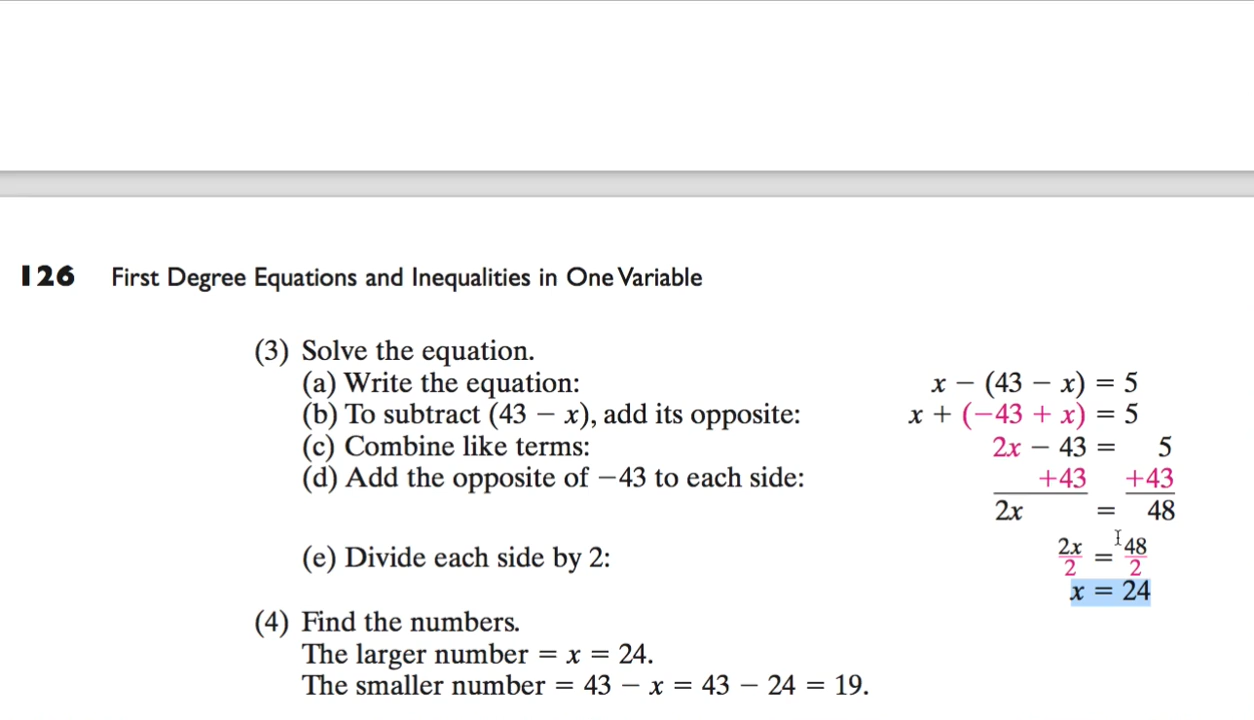 126 First Degree Equations and Inequalities in One Variable
(3) Solve the equation.
(a) Write the equation: x − (43 − x) = 5
(b) To subtract (43 − x), add its opposite: x + (−43 + x) = 5
(c) Combine like terms: 2x − 43 = 5
(d) Add the opposite of −43 to each side: +43 +43
2x = 48
(e) Divide each side by 2: 2x/2 = 48/2
x = 24
(4) Find the numbers.
The larger number = x = 24.
The smaller number = 43 − x = 43 − 24 = 19.